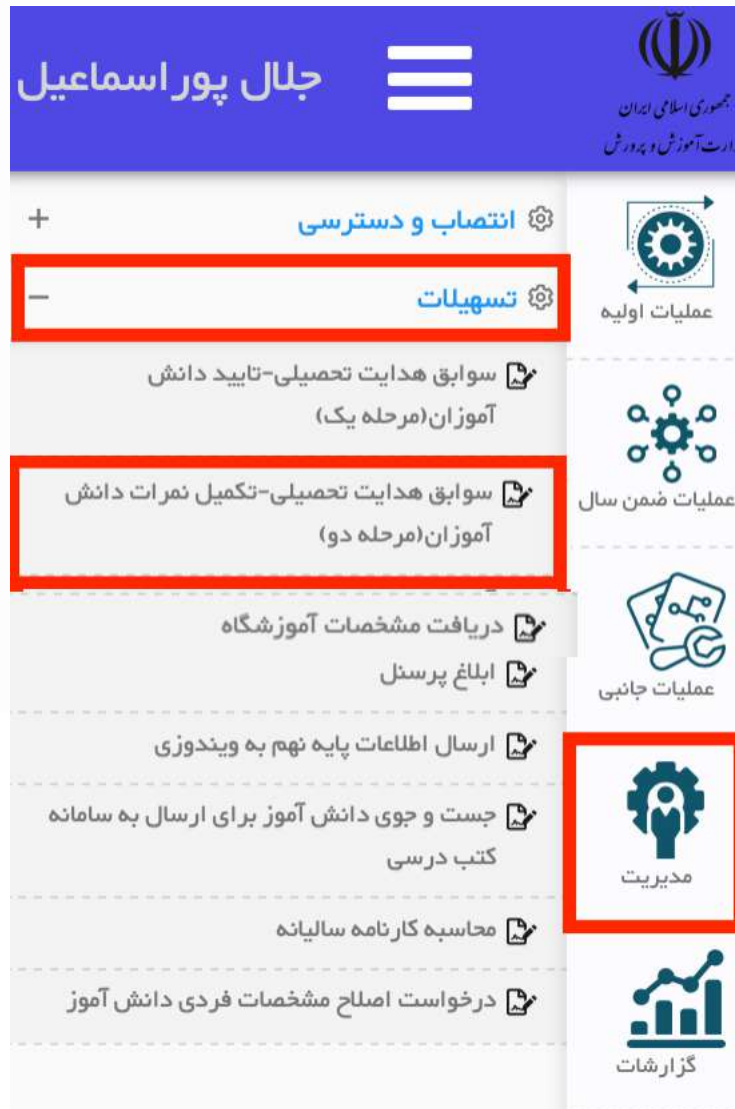 جلال پور اسماعیل
جمهوری اسلامی ایران
وزارت آموزش و پرورش
عملیات اولیه
عملیات ضمن سال
عملیات جانبی
مدیریت
گزارشات
انتصاب و دسترسی +
تسهیلات −
سوابق هدایت تحصیلی-تایید دانش
آموزان(مرحله یک)
سوابق هدایت تحصیلی-تکمیل نمرات دانش
آموزان(مرحله دو)
دریافت مشخصات آموزشگاه
ابلاغ پرسنل
ارسال اطلاعات پایه نهم به ویندوزی
جست و جوی دانش آموز برای ارسال به سامانه
کتب درسی
محاسبه کارنامه سالیانه
درخواست اصلاح مشخصات فردی دانش آموز